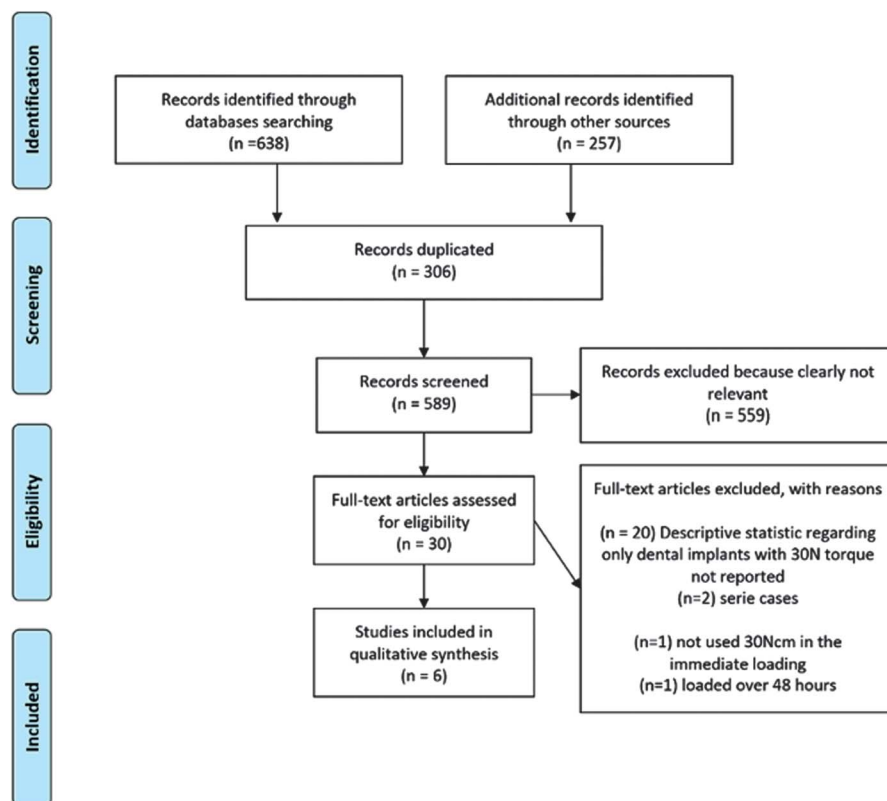 Identification
Records identified through
databases searching
(n =638)
Additional records identified
through other sources
(n = 257)
Screening
Records duplicated
(n = 306)
Records screened
(n = 589)
Records excluded because clearly not
relevant
(n = 559)
Eligibility
Full-text articles assessed
for eligibility
(n = 30)
Full-text articles excluded, with reasons
(n = 20) Descriptive statistic regarding
only dental implants with 30N torque
not reported
(n=2) serie cases
(n=1) not used 30Ncm in the
immediate loading
(n=1) loaded over 48 hours
Included
Studies included in
qualitative synthesis
(n = 6)